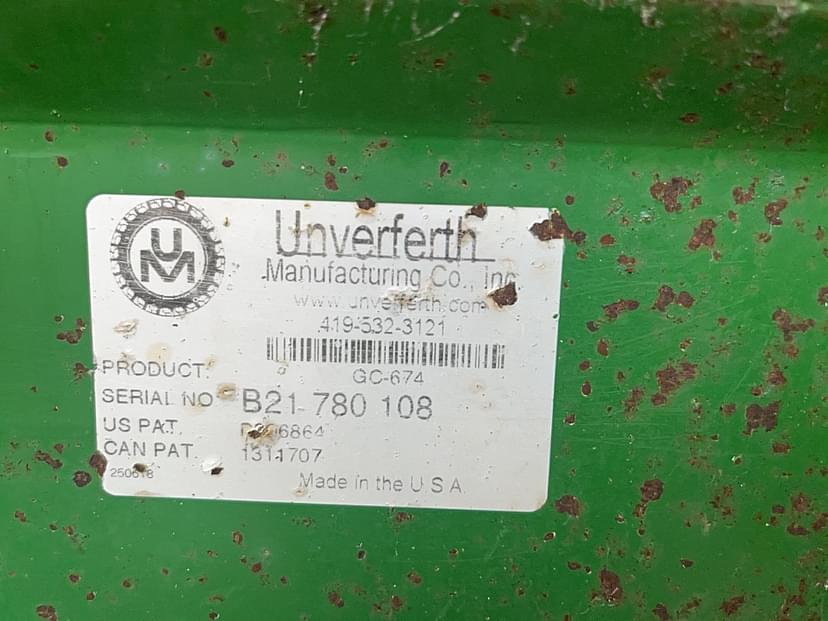 UM
Unverferth
Manufacturing Co., Inc.
www.unverferth.com
419-532-3121
GC-674
PRODUCT:
SERIAL NO B21 780 108
US PAT.
CAN PAT. 1311707
Made in the U S A